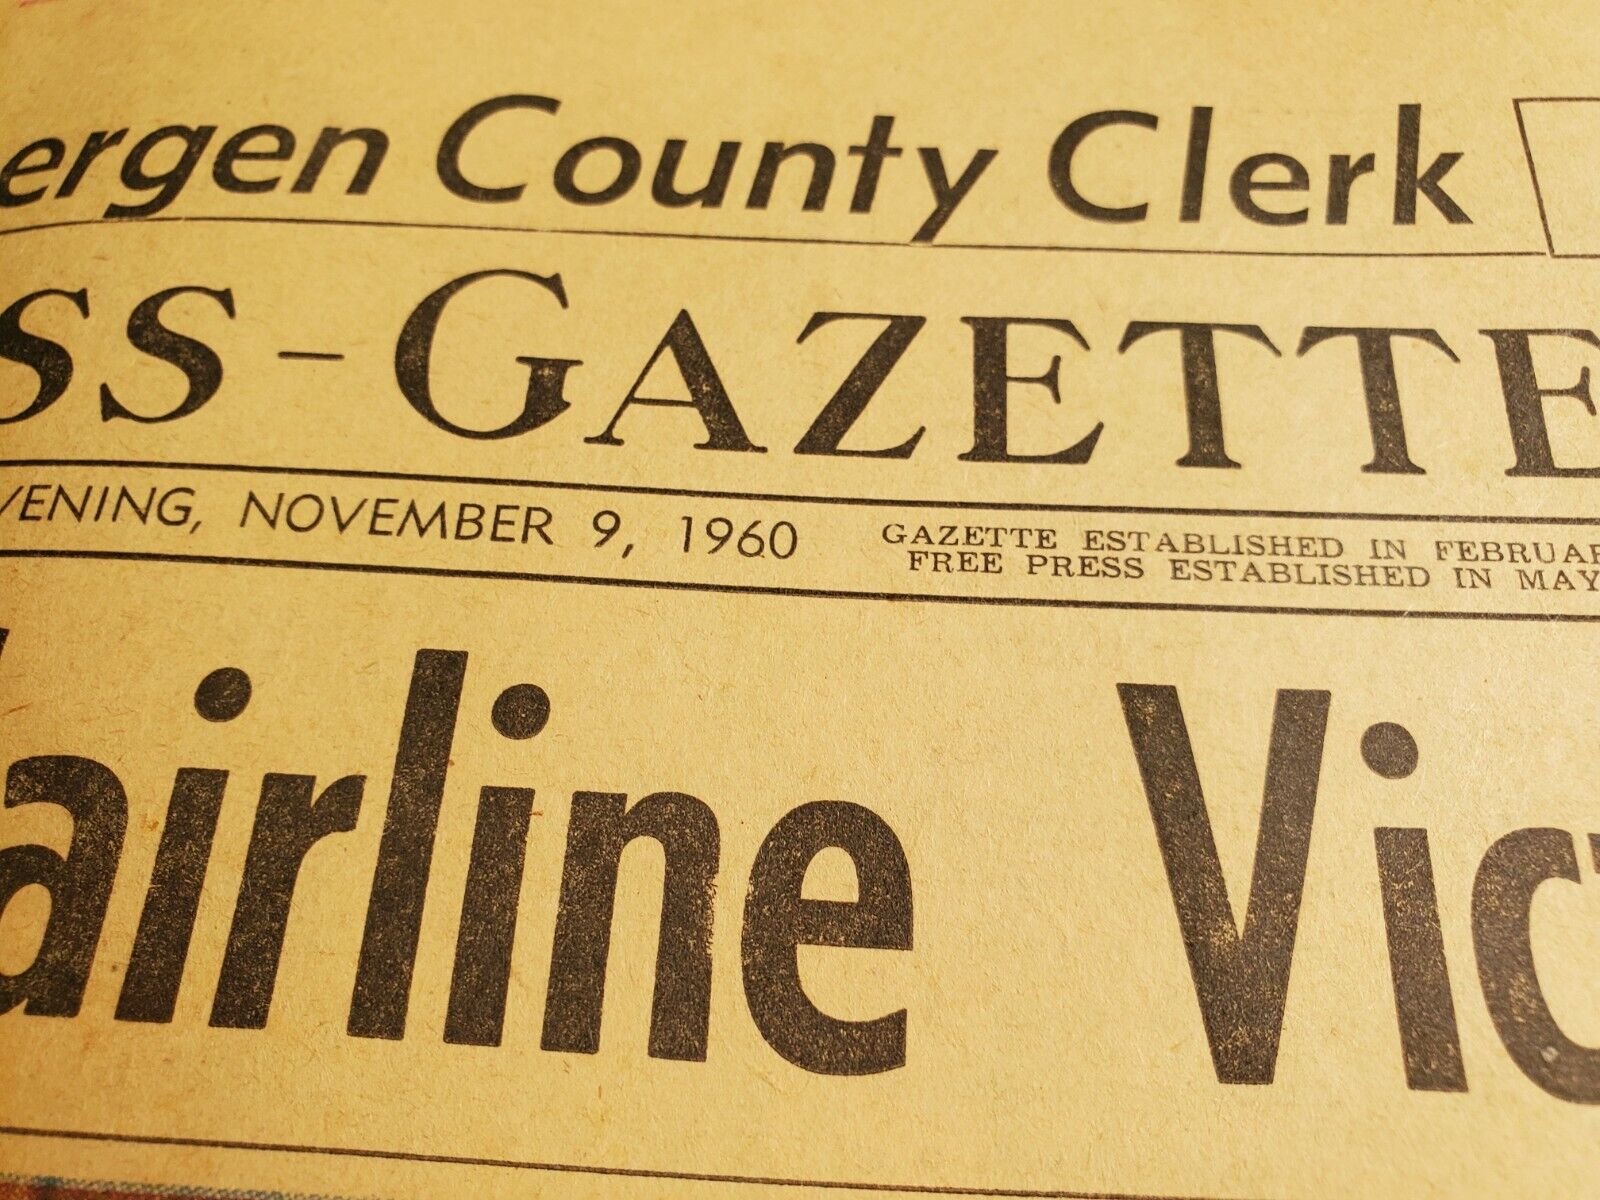 ergen County Clerk
SS-GAZETTE
VENING, NOVEMBER 9, 1960
GAZETTE ESTABLISHED IN FEBRUAR
FREE PRESS ESTABLISHED IN MAY
airline Vic